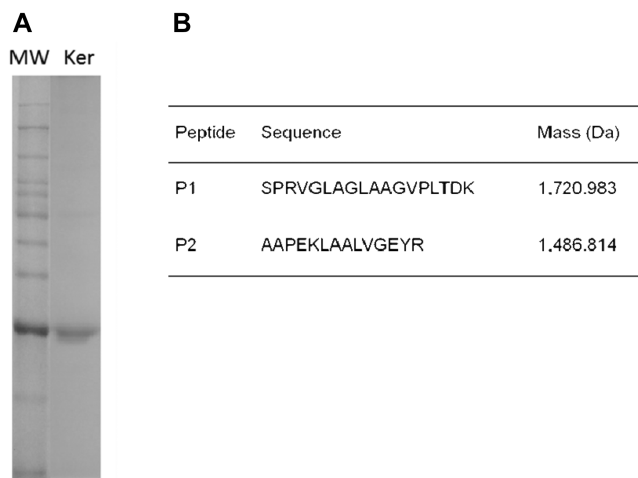 A
B
MW Ker
Peptide Sequence Mass (Da)
P1 SPRVGLAGLAAGVPLTDK 1.720.983
P2 AAPEKLAALVGEYR 1.486.814